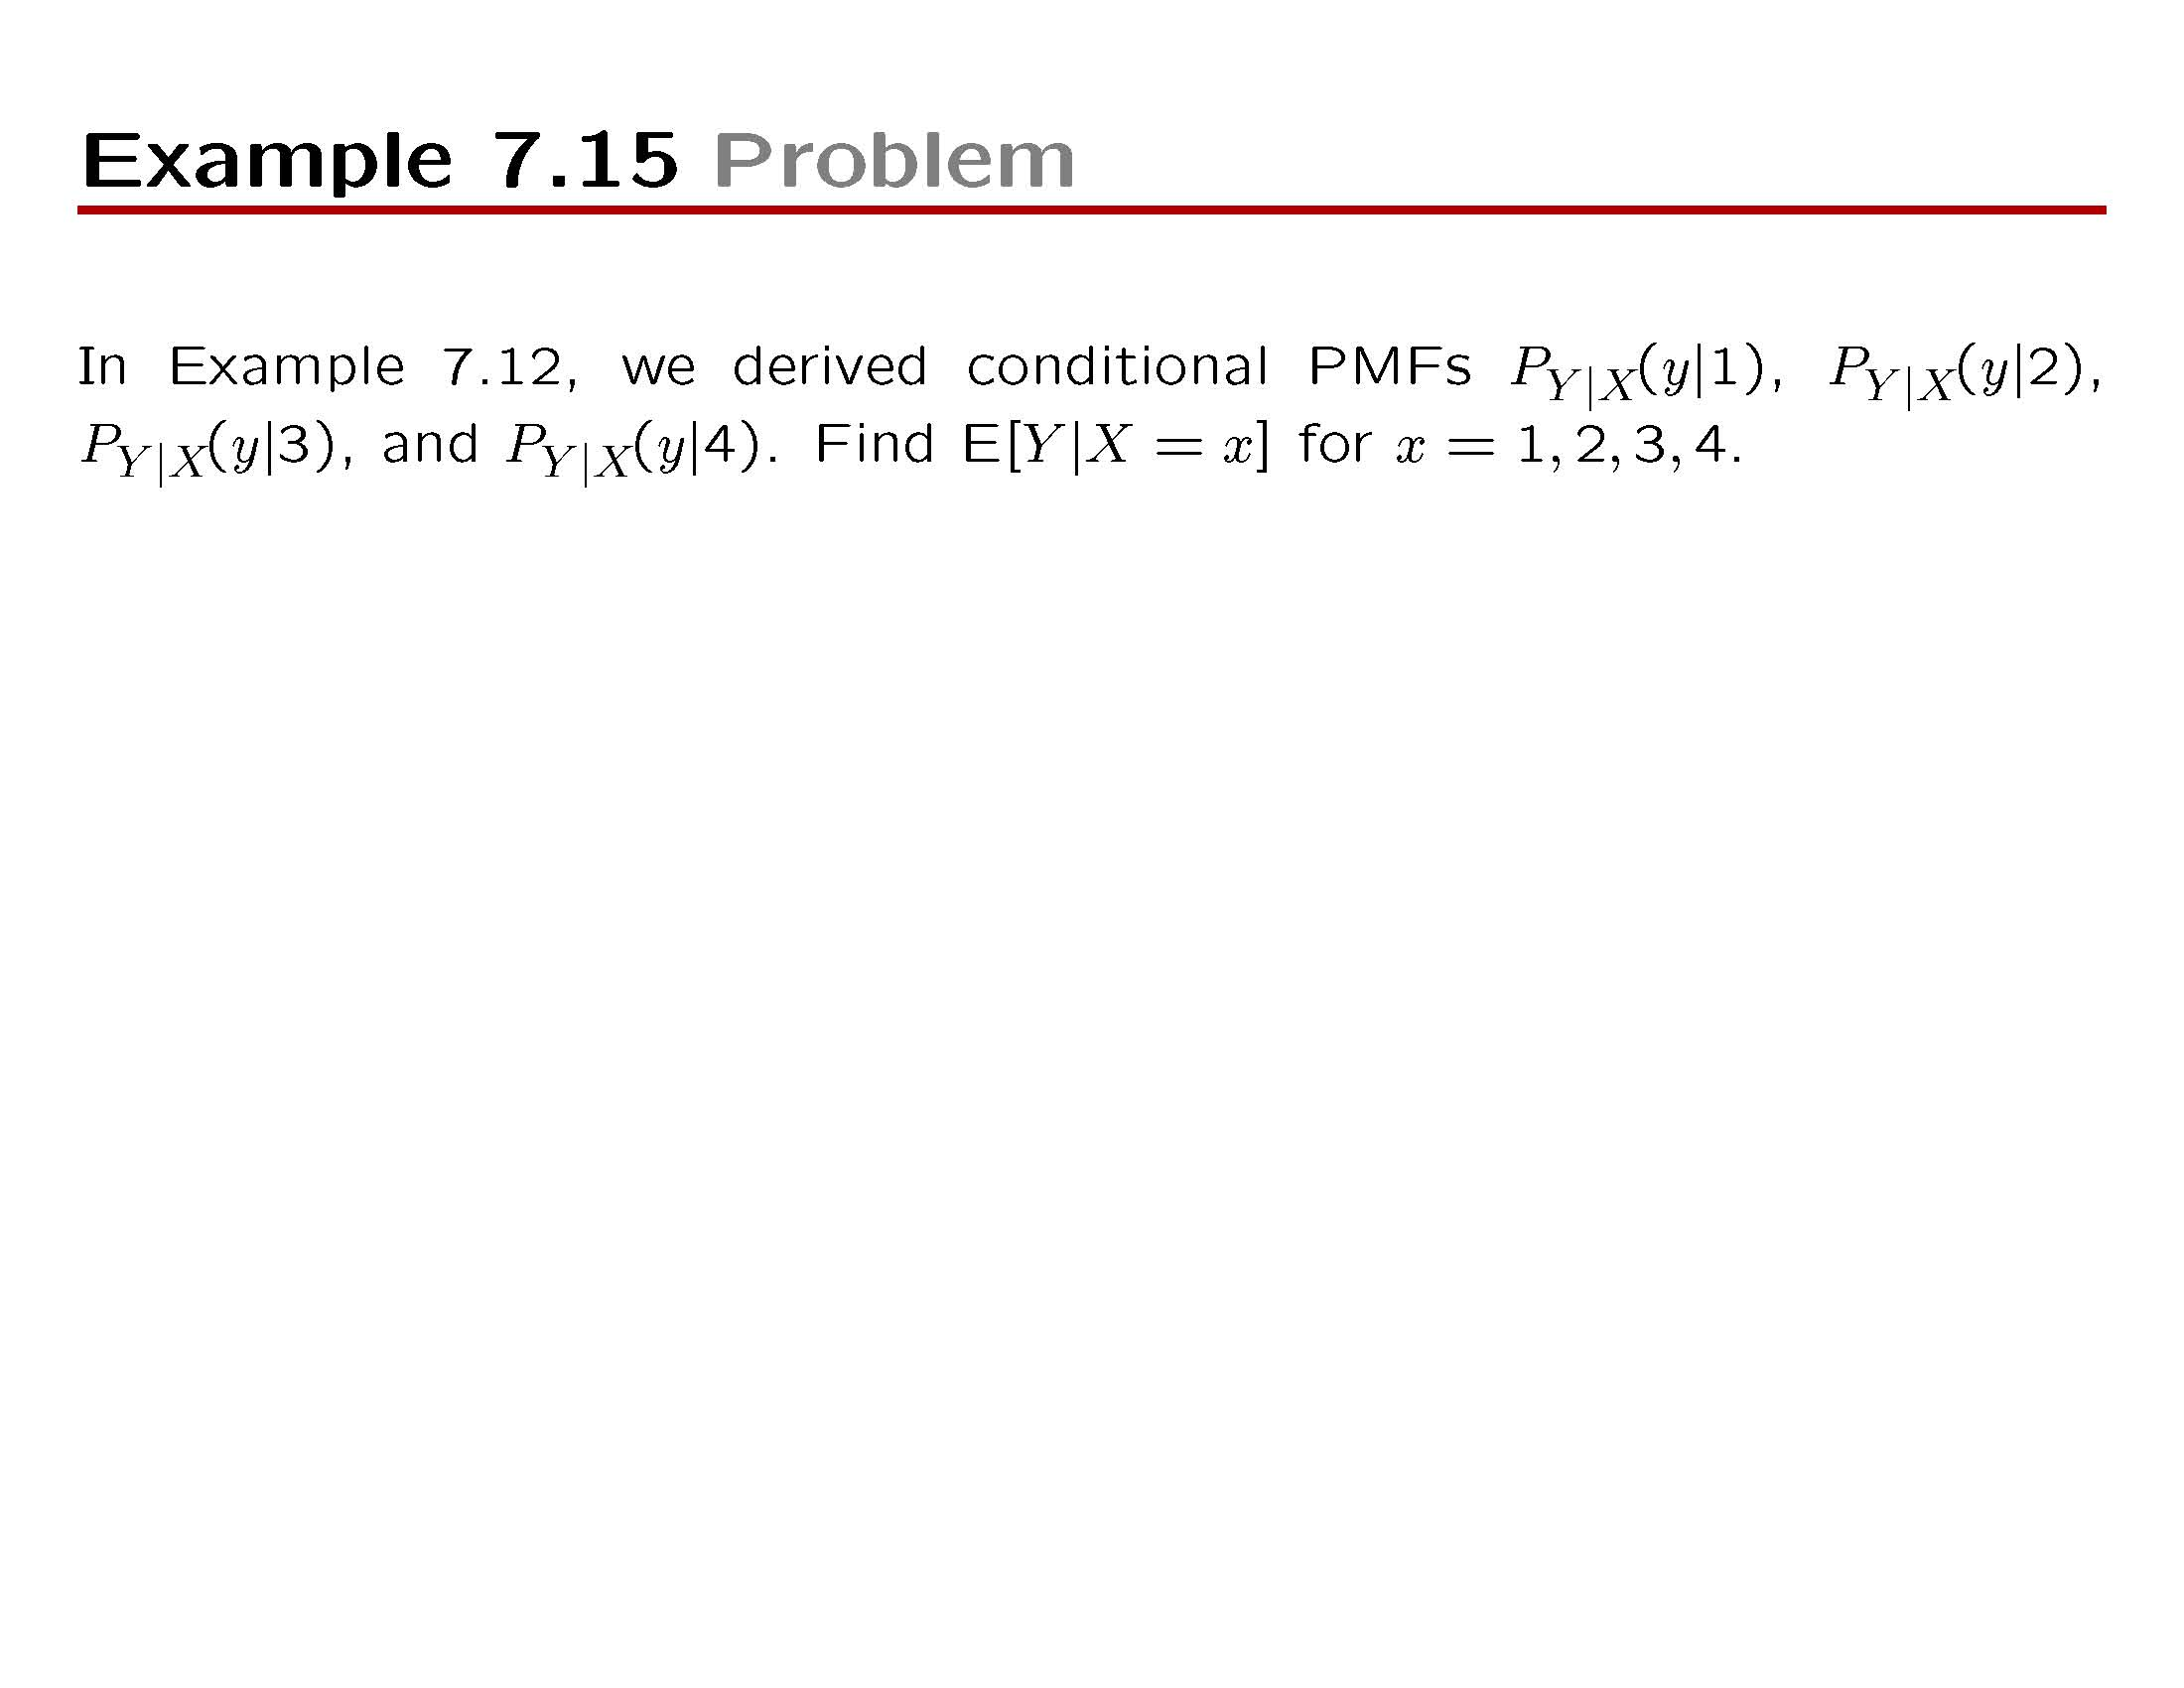 Example 7.15 Problem
In Example 7.12, we derived conditional PMFs $P_{Y|X}(y|1)$, $P_{Y|X}(y|2)$,
$P_{Y|X}(y|3)$, and $P_{Y|X}(y|4)$. Find E[$Y|X = x$] for $x = 1, 2, 3, 4$.